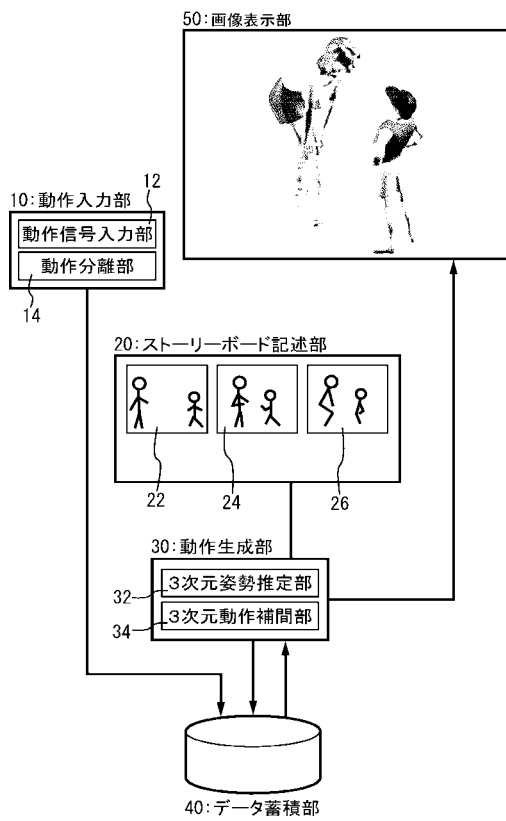 50:画像表示部
10:動作入力部
12
動作信号入力部
動作分離部
14
20:ストーリーボード記述部
22
24
26
30:動作生成部
32
3次元姿勢推定部
34
3次元動作補間部
40:データ蓄積部